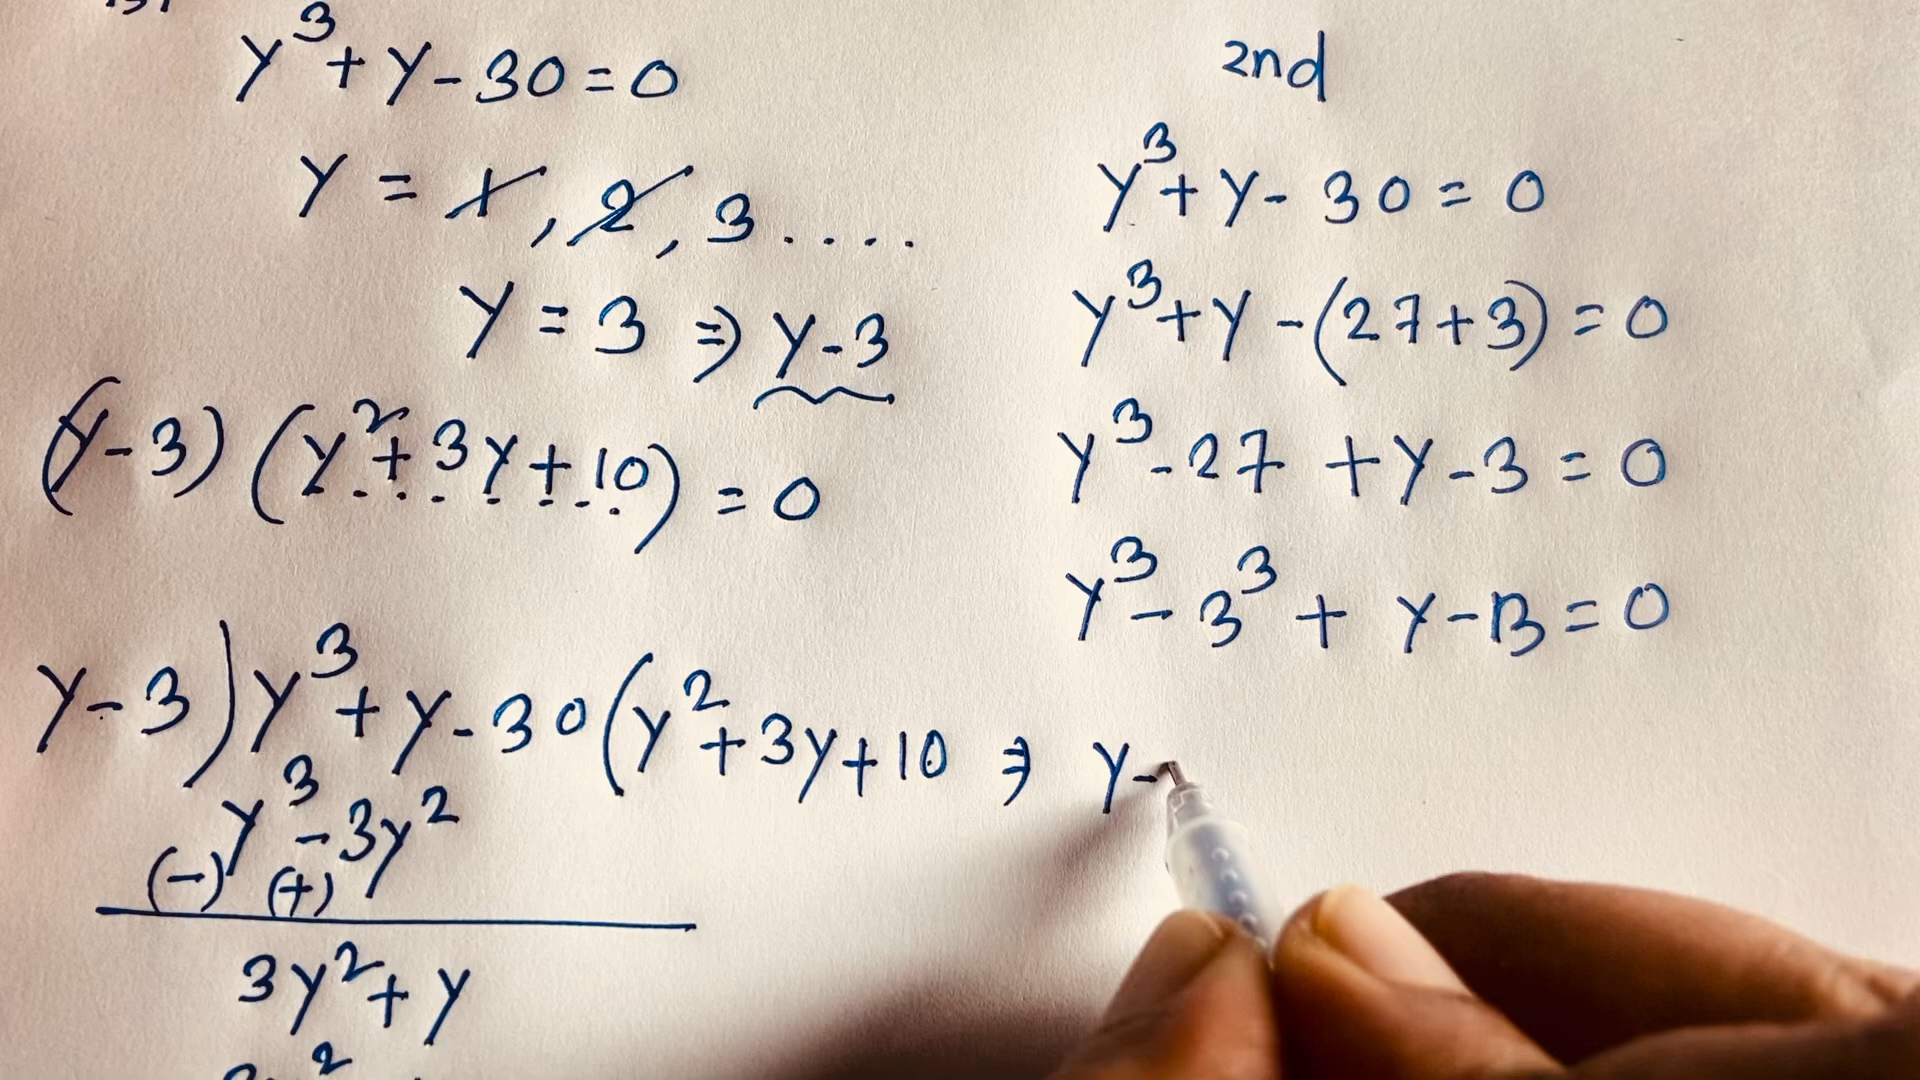 y³ + y - 30 = 0
y = 1, 2, 3 ....
y = 3 ⇒ y - 3
(y - 3) (y² + 3y + 10) = 0
y - 3) y³ + y - 30 (y² + 3y + 10 ⇒ y -
y³ - 3y²
(-) (+)
3y² + y
2nd
y³ + y - 30 = 0
y³ + y - (27 + 3) = 0
y³ - 27 + y - 3 = 0
y³ - 3³ + y - 13 = 0